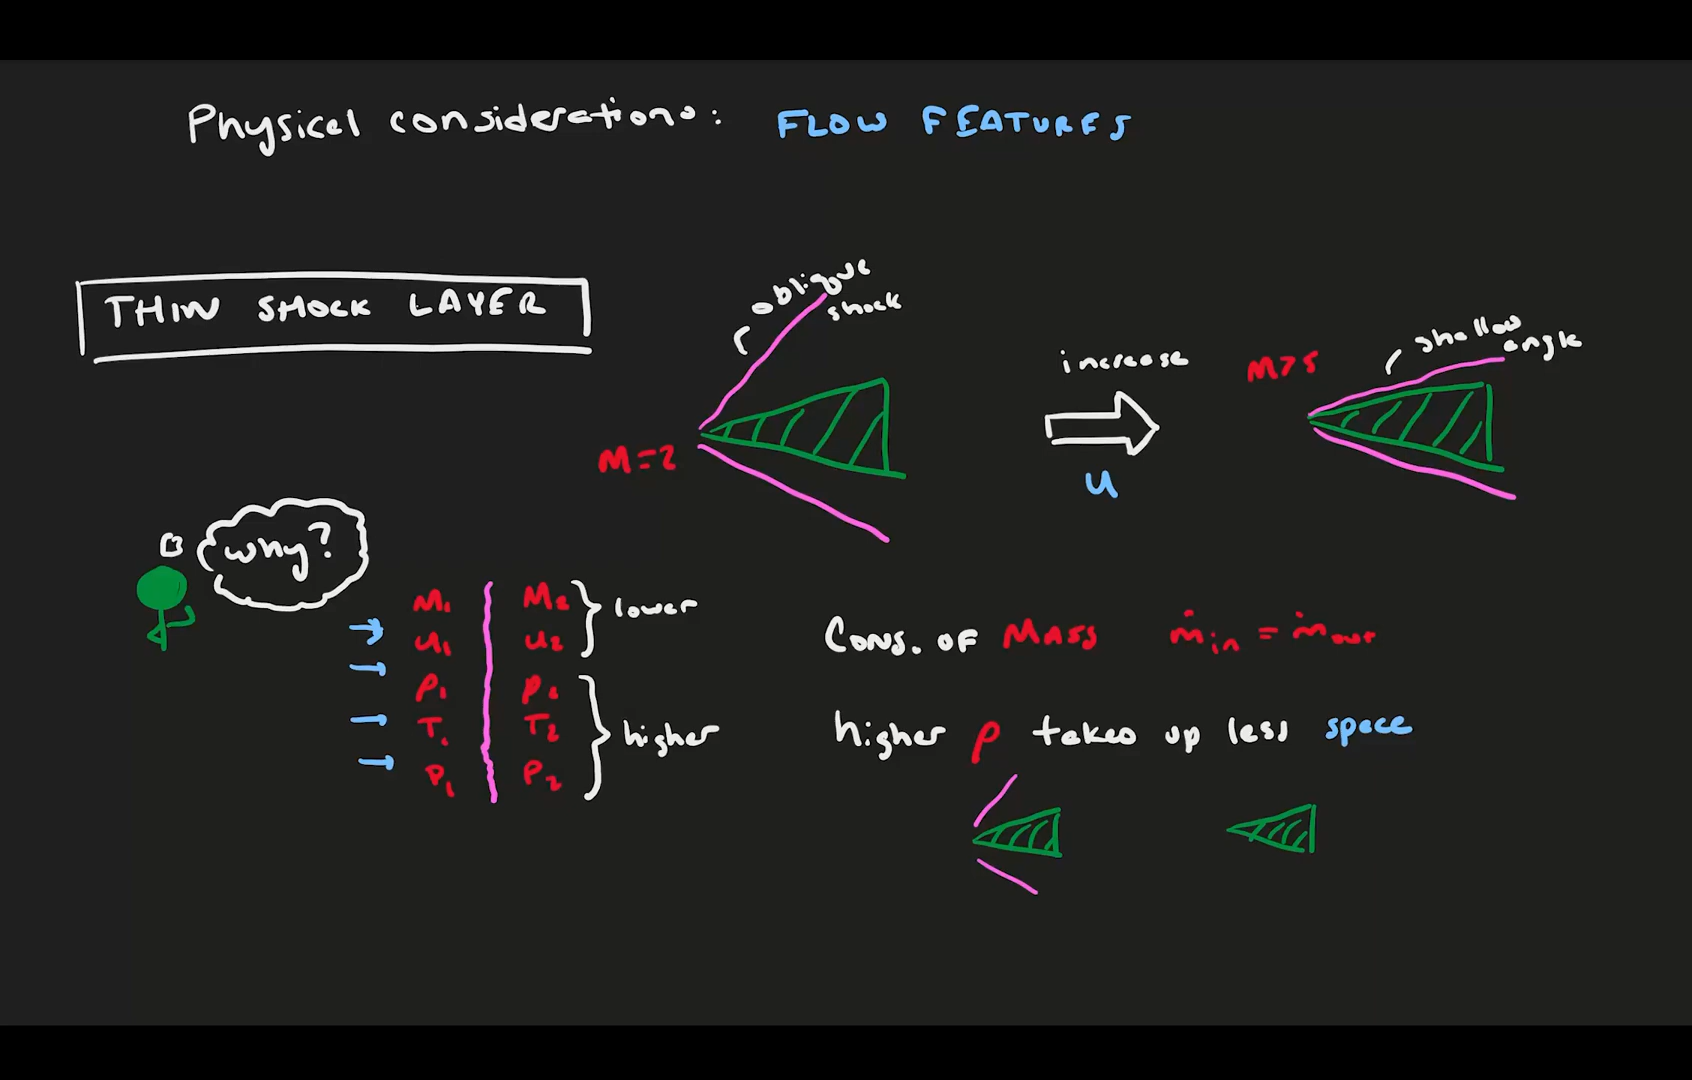 Physical considerations: FLOW FEATURES
THIN SHOCK LAYER
oblique
shock
M=2
increase
u
M>5
shallow
angle
why?
M₁ M₂ lower
u₁ u₂
ρ₁ ρ₂
T₁ T₂ higher
P₁ P₂
CONS. OF MASS ṁin = ṁout
higher ρ takes up less space